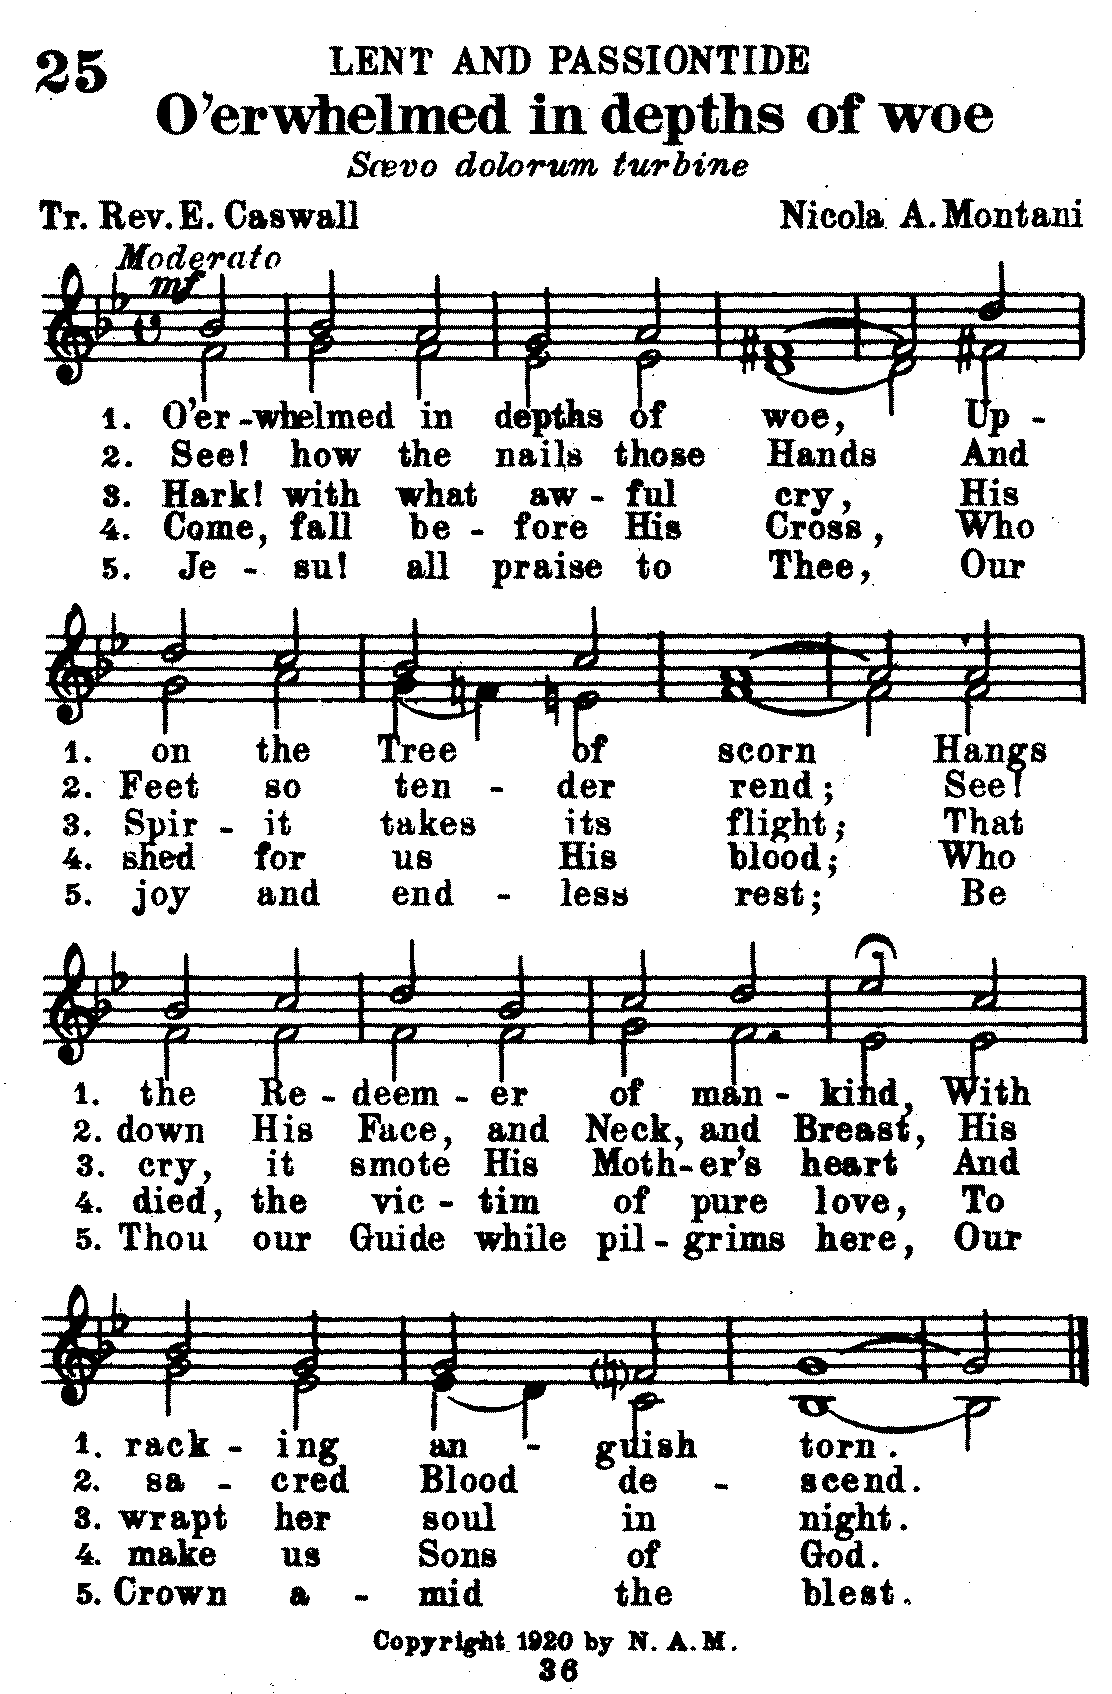 25
LENT AND PASSIONTIDE
O'erwhelmed in depths of woe
Sœvo dolorum turbine
Tr. Rev. E. Caswall Nicola A. Montani
Moderato
mf
1. O'er-whelmed in depths of woe, Up-
2. See! how the nails those Hands And
3. Hark! with what aw-ful cry, His
4. Come, fall be-fore His Cross, Who
5. Je-su! all praise to Thee, Our
1. on the Tree of scorn Hangs
2. Feet so ten-der rend; See!
3. Spir-it takes its flight; That
4. shed for us His blood; Who
5. joy and end-less rest; Be
1. the Re-deem-er of man-kind, With
2. down His Face, and Neck, and Breast, His
3. cry, it smote His Moth-er's heart And
4. died, the vic-tim of pure love, To
5. Thou our Guide while pil-grims here, Our
1. rack-ing an-guish torn.
2. sa-cred Blood de-scend.
3. wrapt her soul in night.
4. make us Sons of God.
5. Crown a-mid the blest.
Copyright 1920 by N. A. M.
36